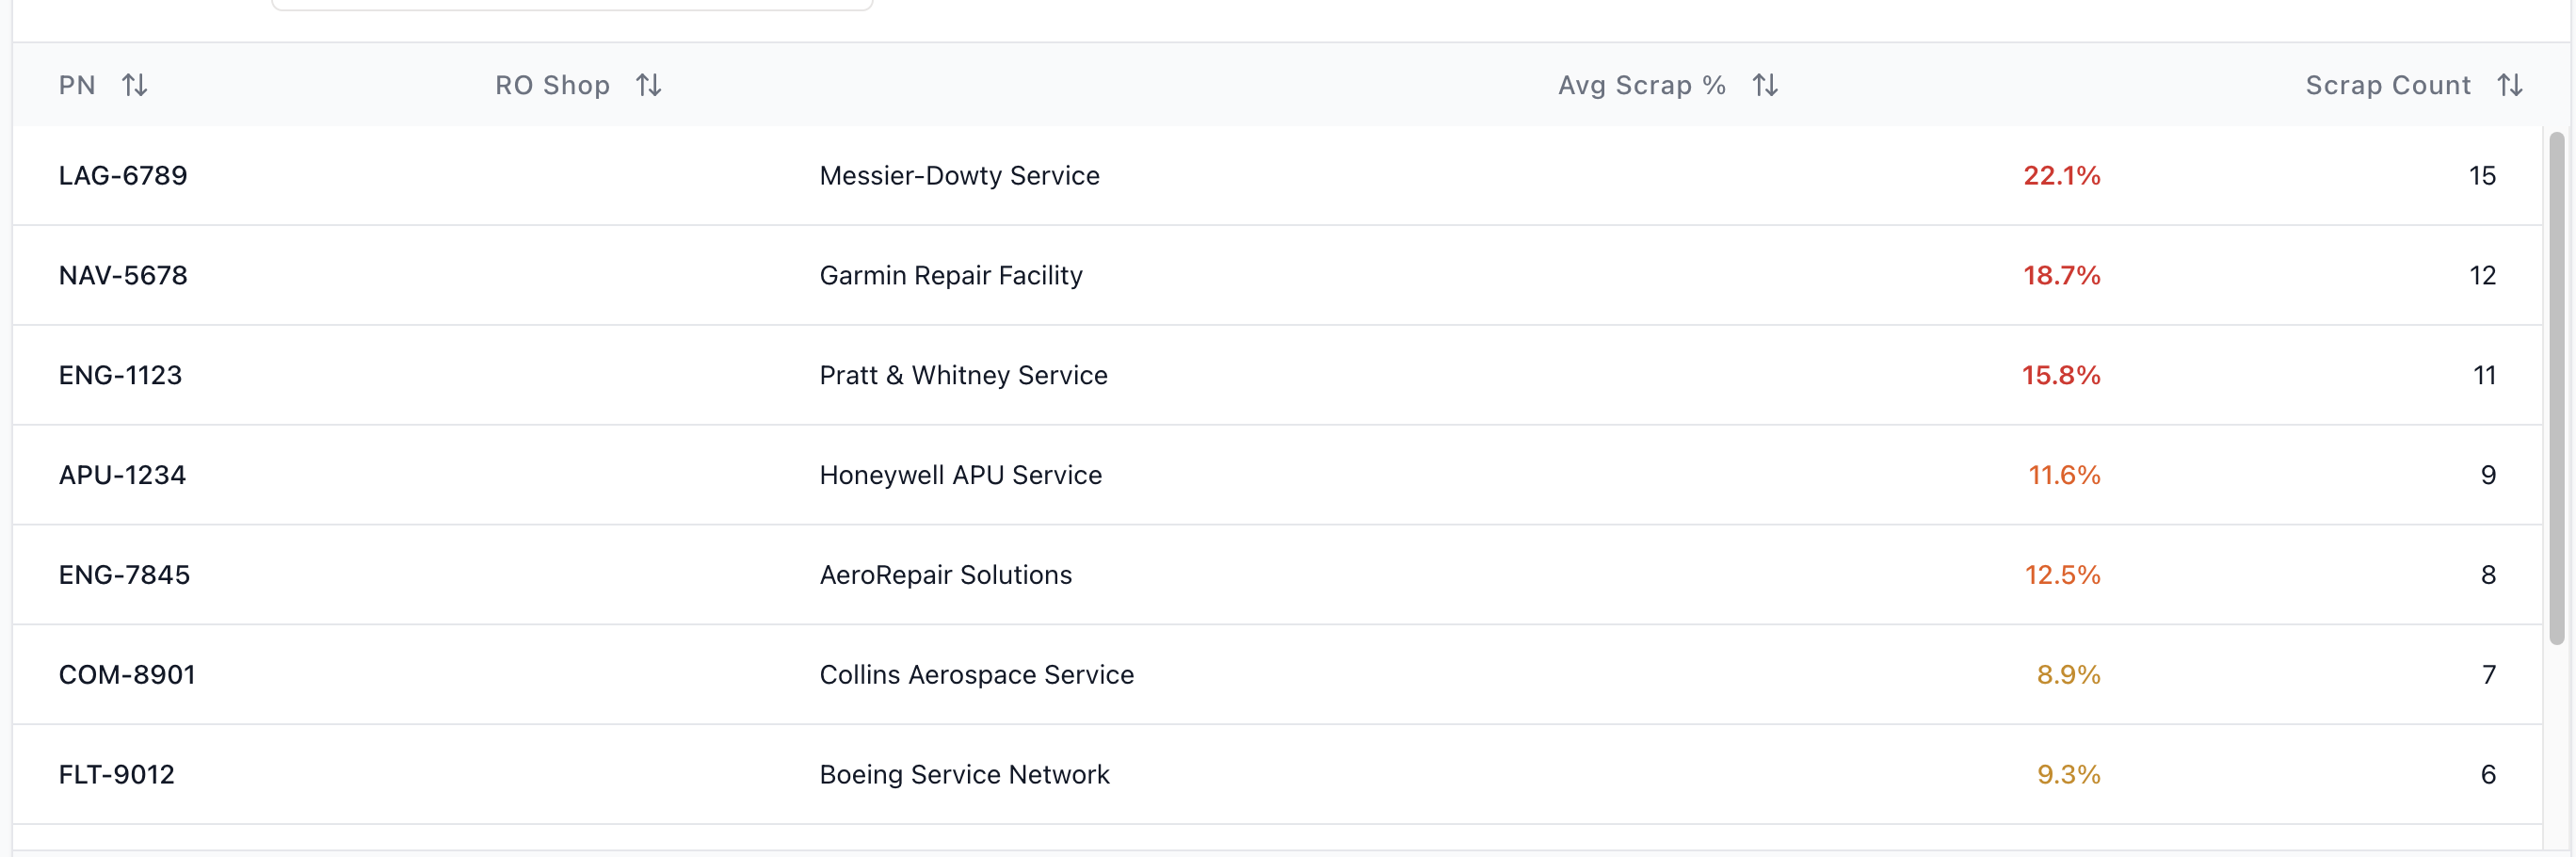 PN RO Shop Avg Scrap % Scrap Count
LAG-6789 Messier-Dowty Service 22.1% 15
NAV-5678 Garmin Repair Facility 18.7% 12
ENG-1123 Pratt & Whitney Service 15.8% 11
APU-1234 Honeywell APU Service 11.6% 9
ENG-7845 AeroRepair Solutions 12.5% 8
COM-8901 Collins Aerospace Service 8.9% 7
FLT-9012 Boeing Service Network 9.3% 6